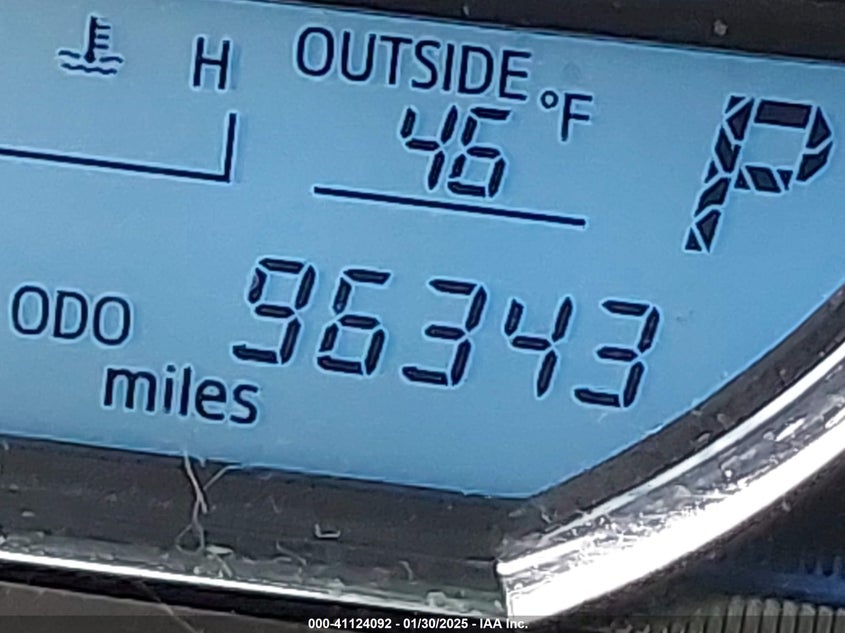 H
OUTSIDE
46°F
P
ODO 96343
miles
000-41124092 - 01/30/2025 - IAA Inc.